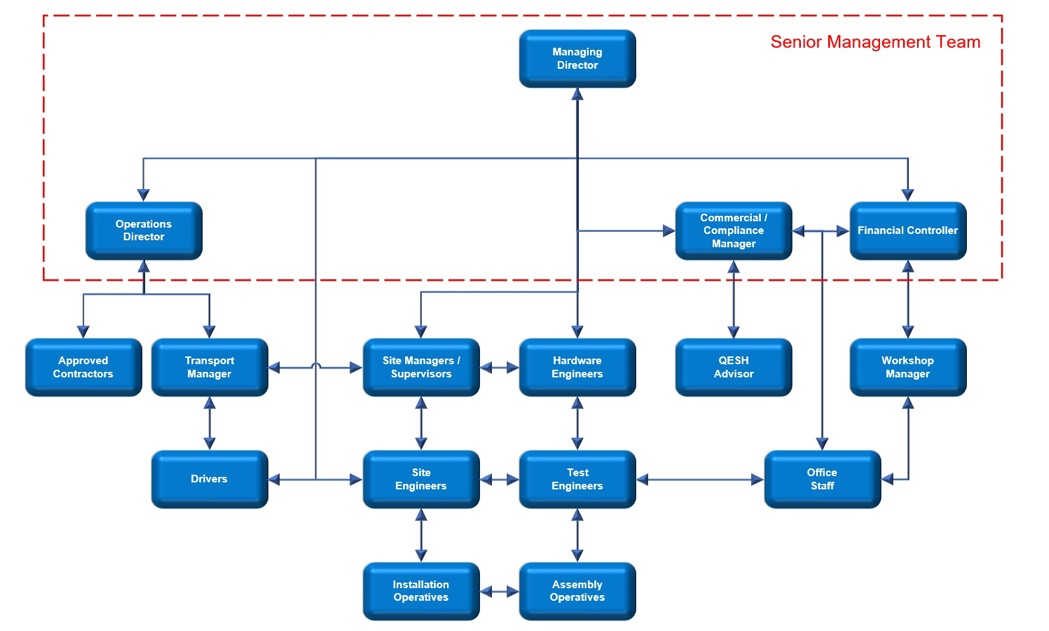 Senior Management Team
Managing
Director
Operations
Director
Commercial /
Compliance
Manager
Financial Controller
Approved
Contractors
Transport
Manager
Site Managers /
Supervisors
Hardware
Engineers
QESH
Advisor
Workshop
Manager
Drivers
Site
Engineers
Test
Engineers
Office
Staff
Installation
Operatives
Assembly
Operatives